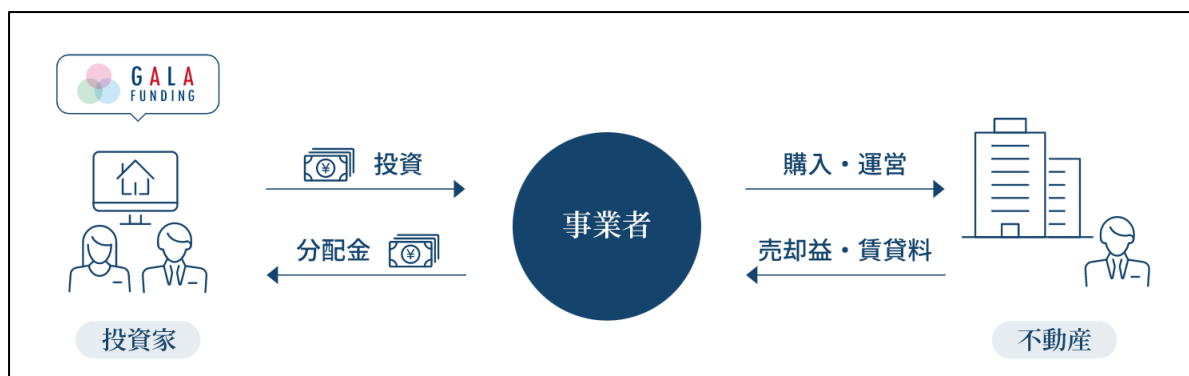 GALA
FUNDING
投資
分配金
事業者
購入・運営
売却益・賃貸料
投資家
不動産